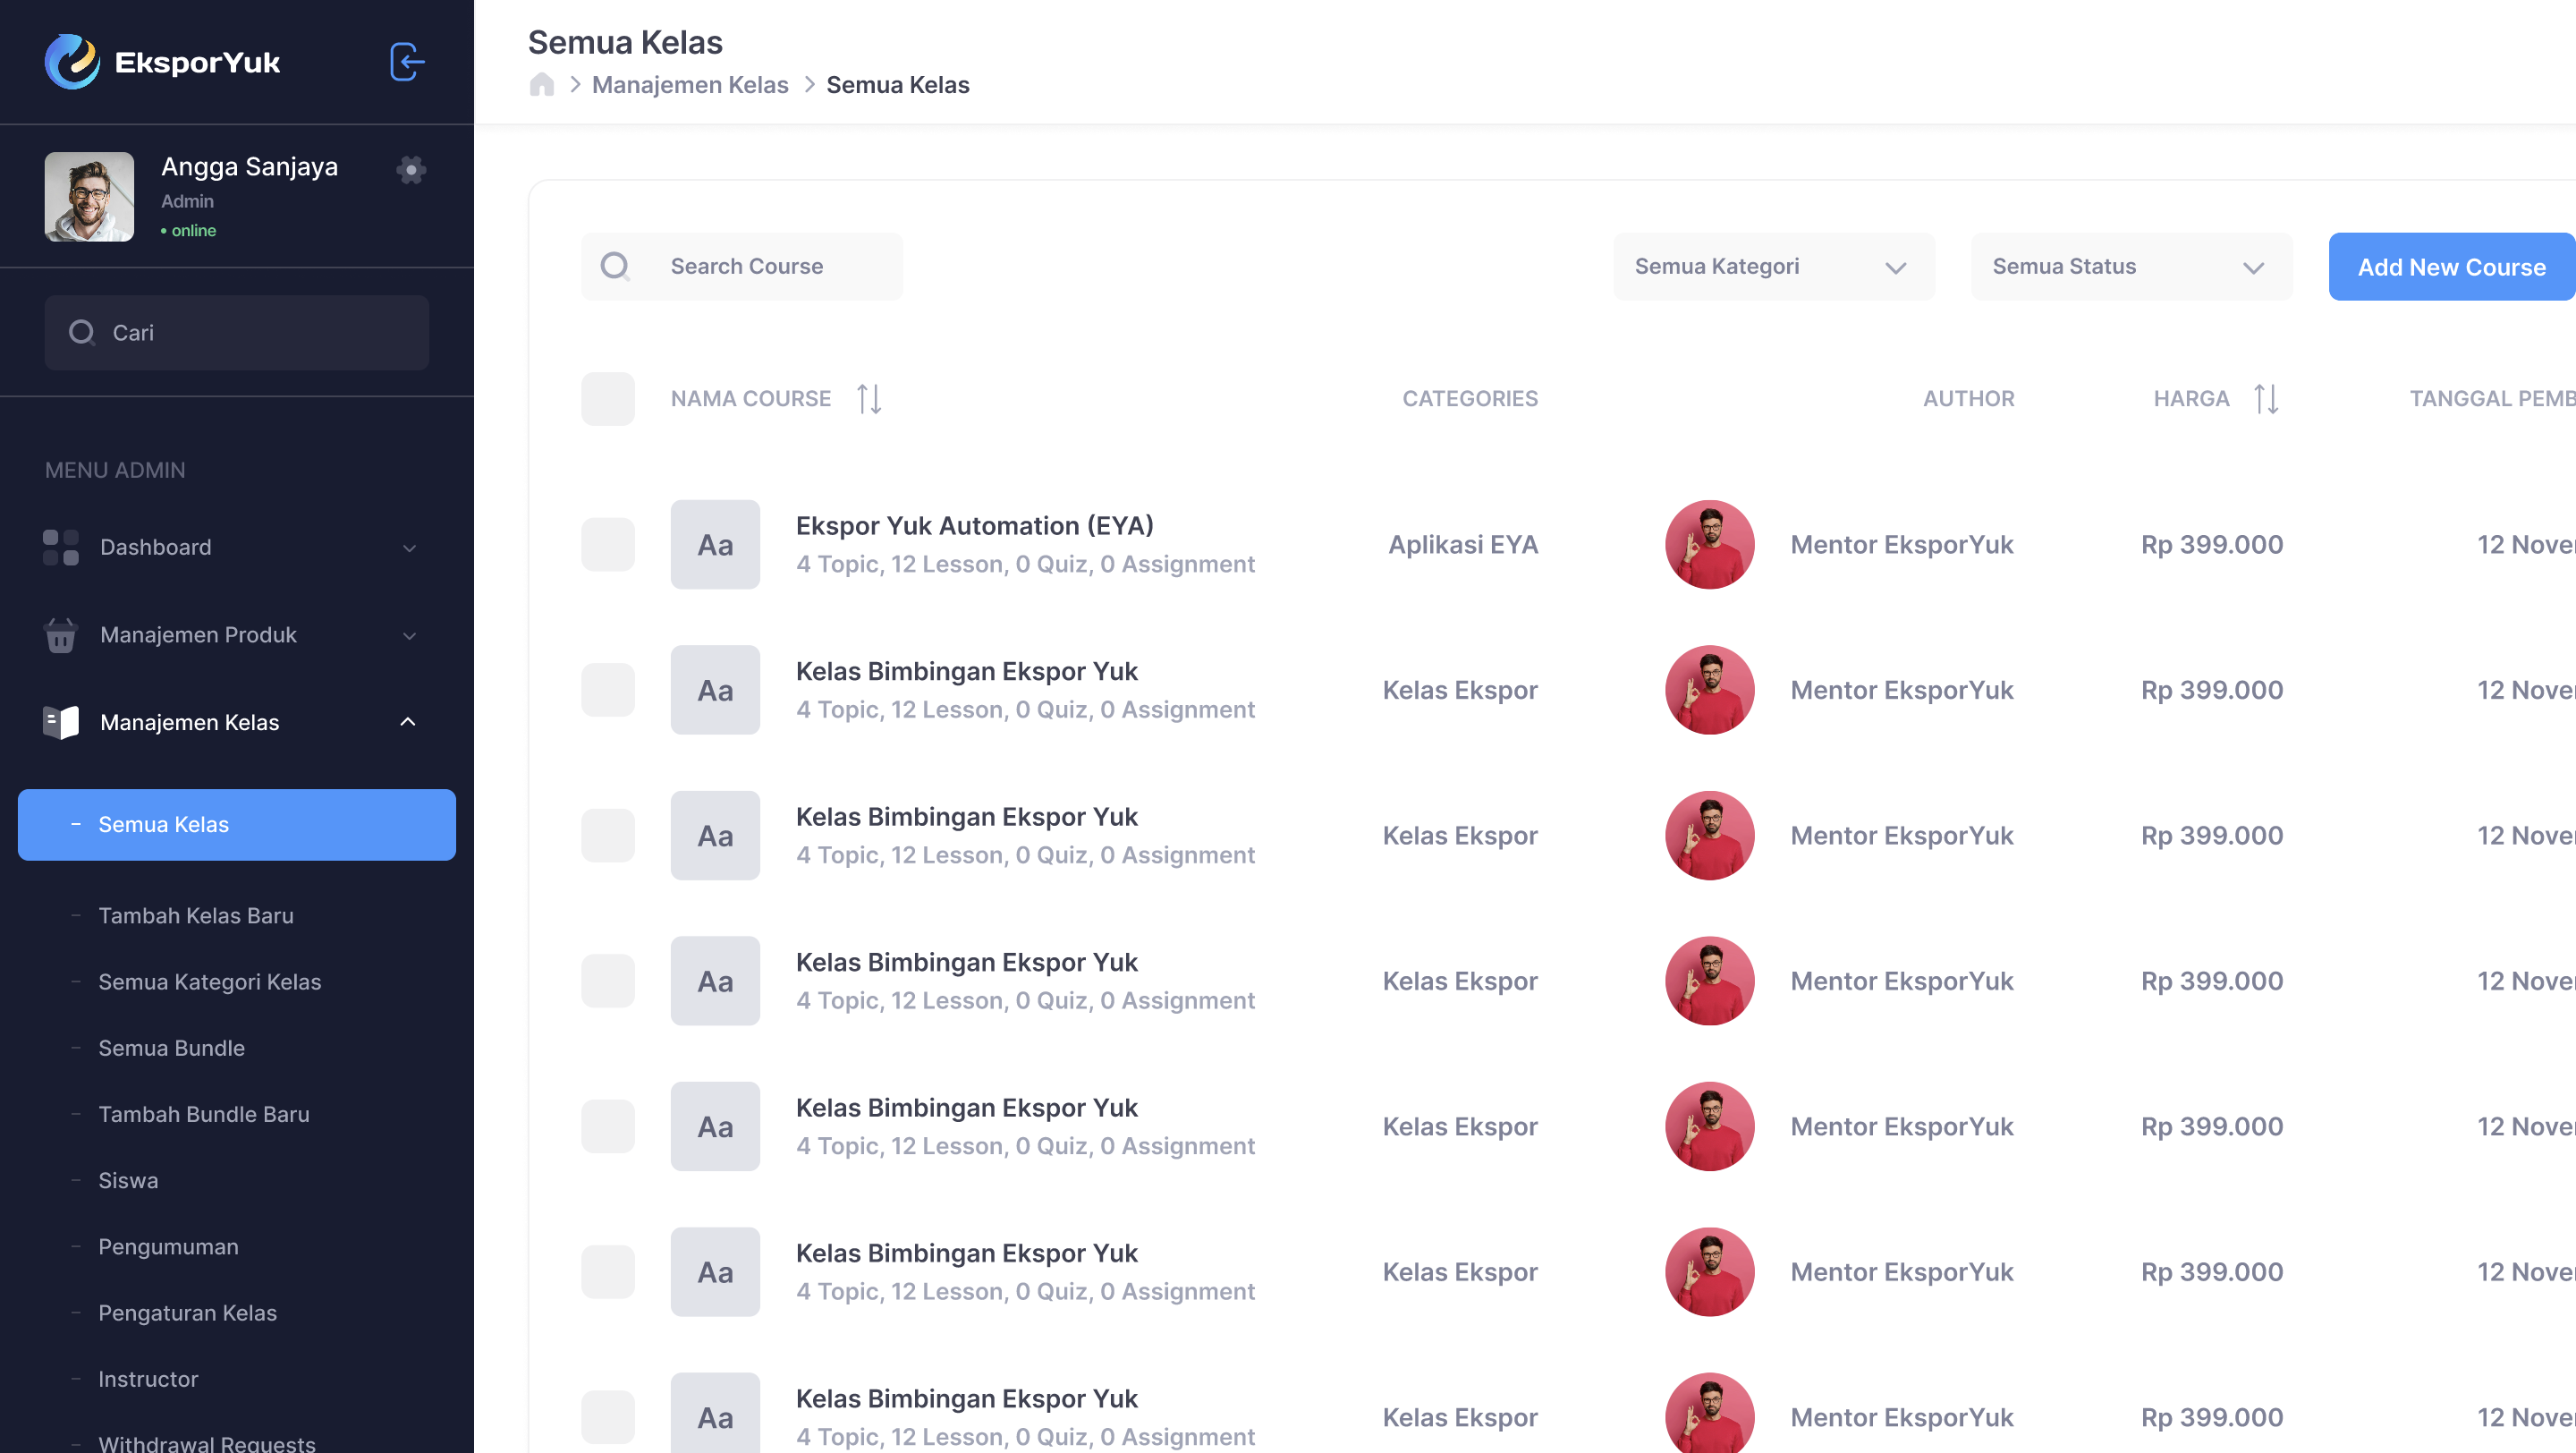 EksporYuk
Angga Sanjaya
Admin
• online
Cari
MENU ADMIN
Dashboard
Manajemen Produk
Manajemen Kelas
– Semua Kelas
– Tambah Kelas Baru
– Semua Kategori Kelas
– Semua Bundle
– Tambah Bundle Baru
– Siswa
– Pengumuman
– Pengaturan Kelas
– Instructor
– Withdrawal Requests
Semua Kelas
Manajemen Kelas > Semua Kelas
Search Course
Semua Kategori
Semua Status
Add New Course
NAMA COURSE CATEGORIES AUTHOR HARGA TANGGAL PEMB
Aa Ekspor Yuk Automation (EYA) Aplikasi EYA Mentor EksporYuk Rp 399.000 12 Nove
4 Topic, 12 Lesson, 0 Quiz, 0 Assignment
Aa Kelas Bimbingan Ekspor Yuk Kelas Ekspor Mentor EksporYuk Rp 399.000 12 Nove
4 Topic, 12 Lesson, 0 Quiz, 0 Assignment
Aa Kelas Bimbingan Ekspor Yuk Kelas Ekspor Mentor EksporYuk Rp 399.000 12 Nove
4 Topic, 12 Lesson, 0 Quiz, 0 Assignment
Aa Kelas Bimbingan Ekspor Yuk Kelas Ekspor Mentor EksporYuk Rp 399.000 12 Nove
4 Topic, 12 Lesson, 0 Quiz, 0 Assignment
Aa Kelas Bimbingan Ekspor Yuk Kelas Ekspor Mentor EksporYuk Rp 399.000 12 Nove
4 Topic, 12 Lesson, 0 Quiz, 0 Assignment
Aa Kelas Bimbingan Ekspor Yuk Kelas Ekspor Mentor EksporYuk Rp 399.000 12 Nove
4 Topic, 12 Lesson, 0 Quiz, 0 Assignment
Aa Kelas Bimbingan Ekspor Yuk Kelas Ekspor Mentor EksporYuk Rp 399.000 12 Nove
4 Topic, 12 Lesson, 0 Quiz, 0 Assignment